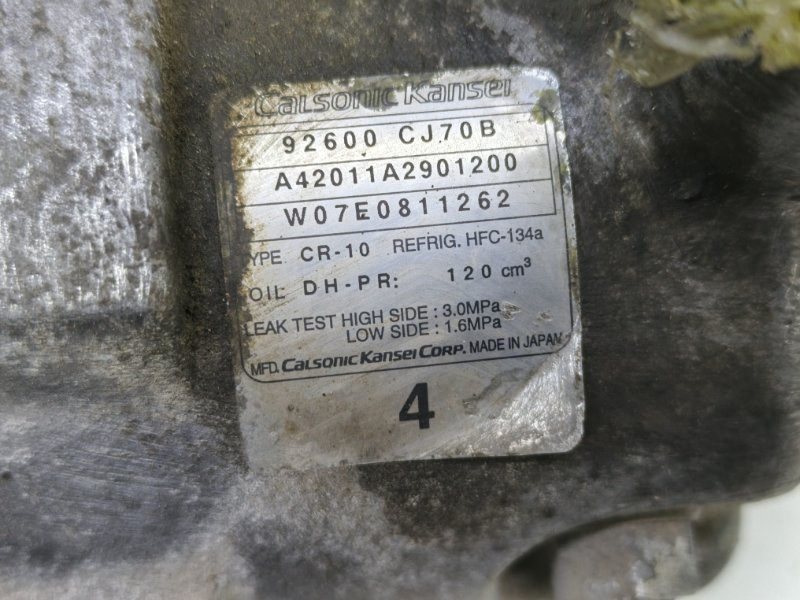 Calsonic Kansei
92600 CJ70B
A42011A2901200
W07E0811262
YPE CR-10 REFRIG. HFC-134a
OIL DH-PR: 120 cm³
LEAK TEST HIGH SIDE : 3.0MPa
LOW SIDE : 1.6MPa
MFD. CALSONIC KANSEI CORP. MADE IN JAPAN
4